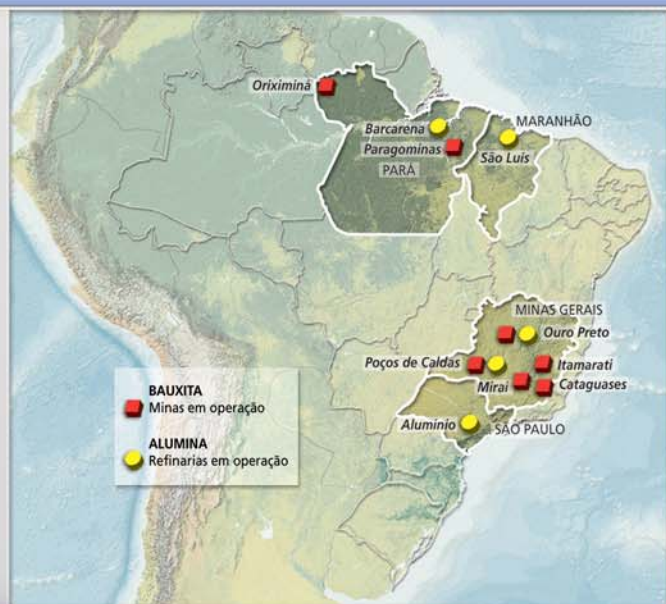 Oriximiná
Barcarena
Paragominas
PARÁ
MARANHÃO
São Luis
MINAS GERAIS
Ouro Preto
Poços de Caldas
Itamarati
Mirai
Cataguases
Alumínio
SÃO PAULO
BAUXITA
Minas em operação
ALUMINA
Refinarias em operação